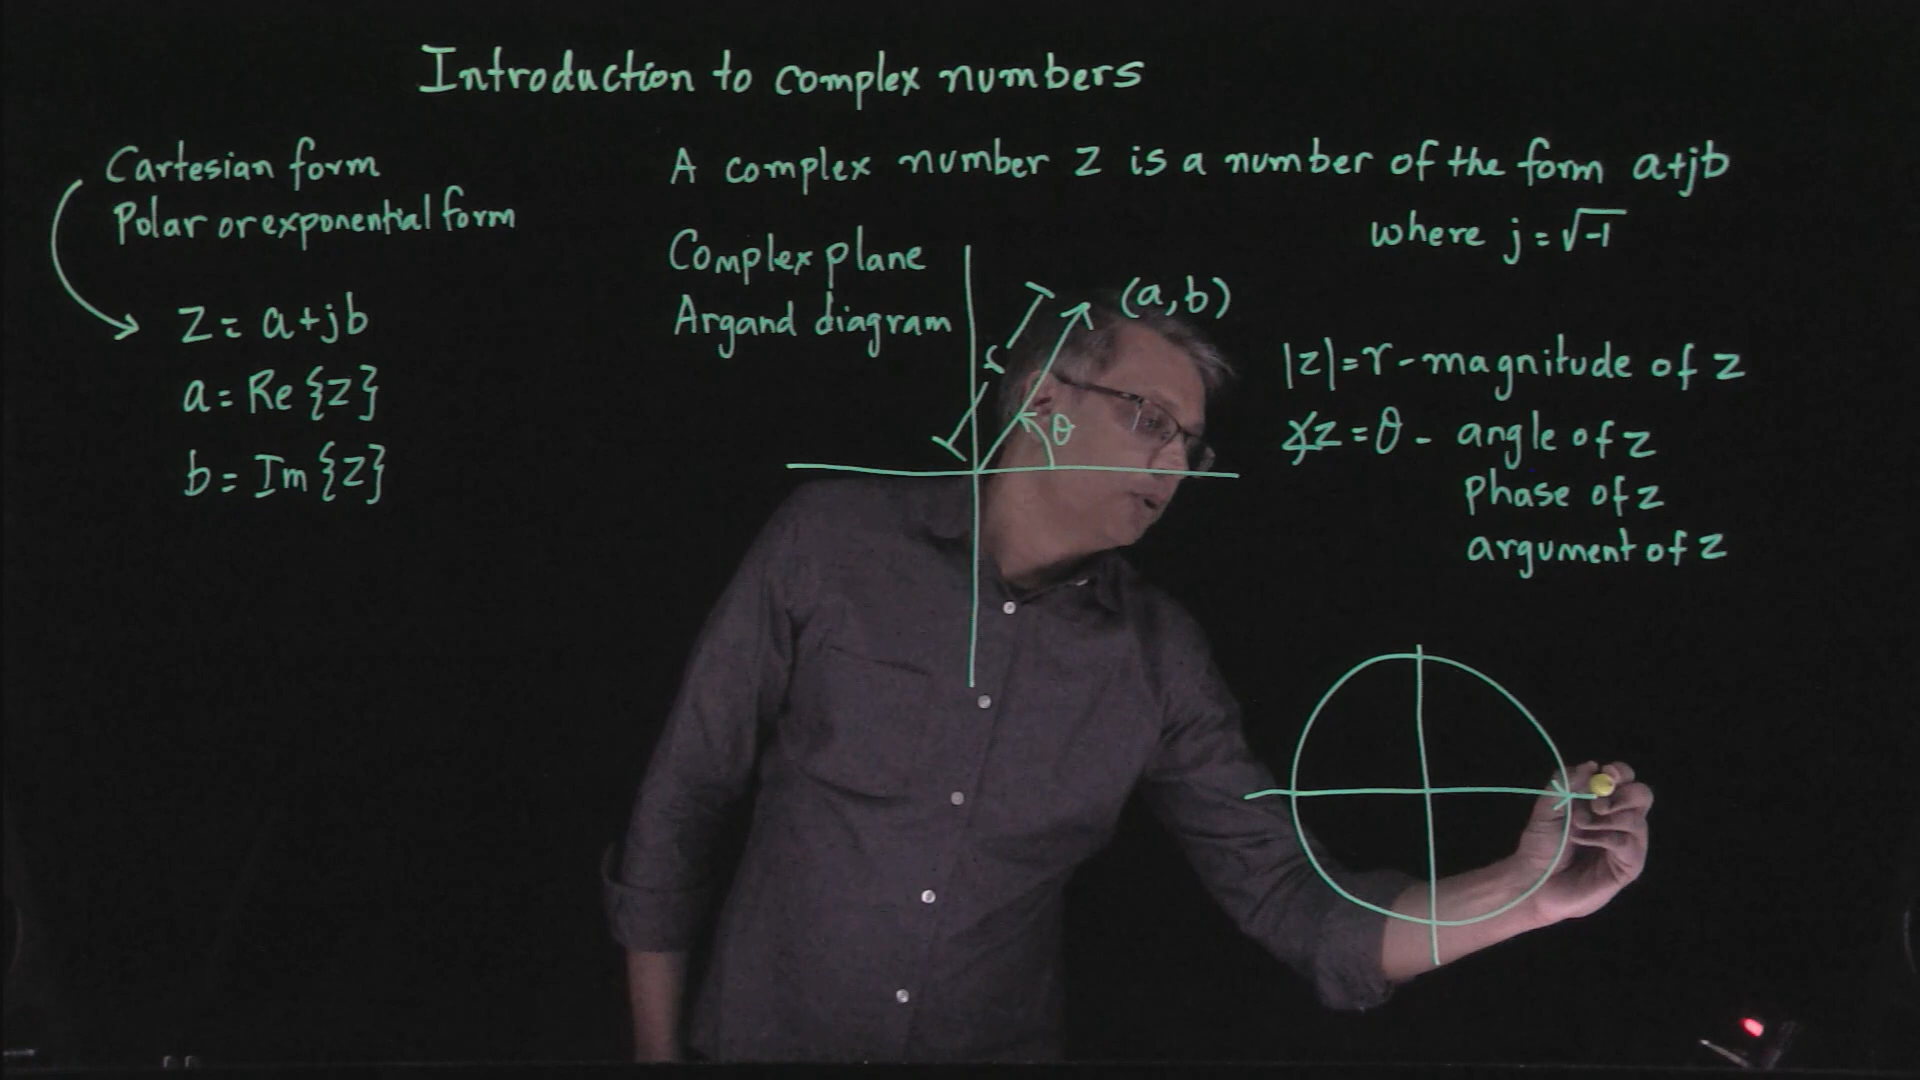 Introduction to complex numbers
Cartesian form
Polar or exponential form
z = a+jb
a = Re{z}
b = Im{z}
A complex number z is a number of the form a+jb
where j = √-1
Complex plane
Argand diagram
(a,b)
r
θ
|z| = r - magnitude of z
∡z = θ - angle of z
phase of z
argument of z